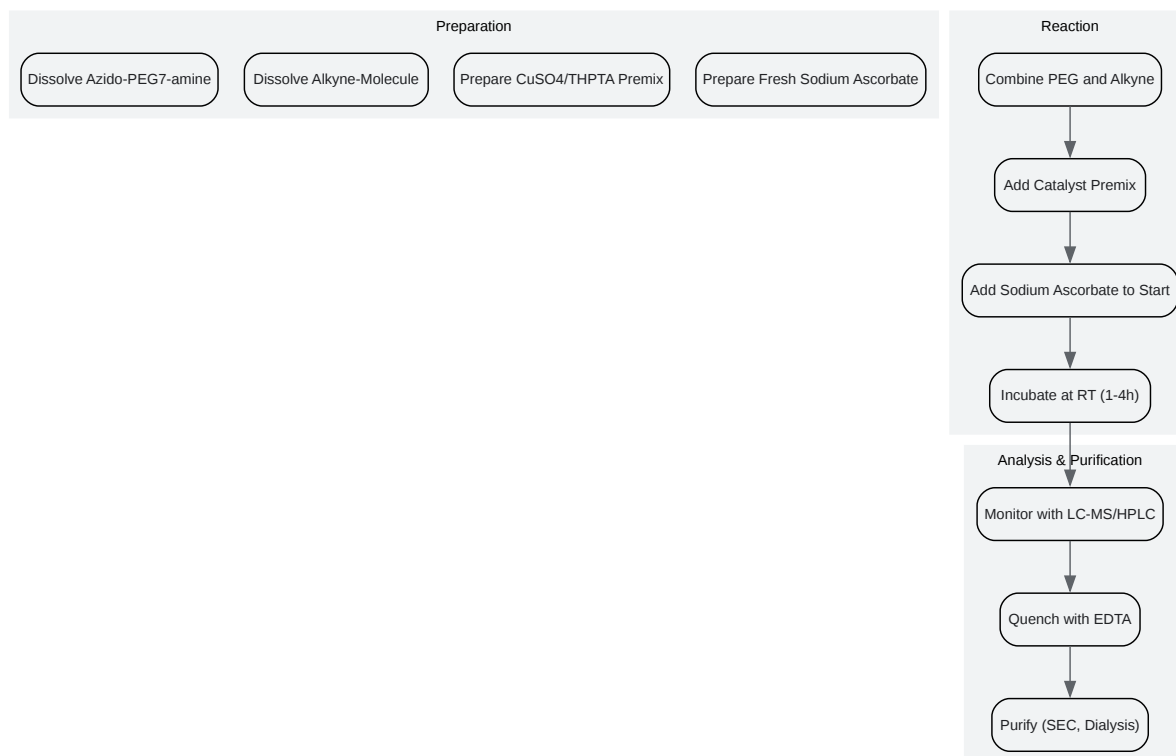 Preparation
Dissolve Azido-PEG7-amine
Dissolve Alkyne-Molecule
Prepare CuSO4/THPTA Premix
Prepare Fresh Sodium Ascorbate
Reaction
Combine PEG and Alkyne
Add Catalyst Premix
Add Sodium Ascorbate to Start
Incubate at RT (1-4h)
Analysis & Purification
Monitor with LC-MS/HPLC
Quench with EDTA
Purify (SEC, Dialysis)